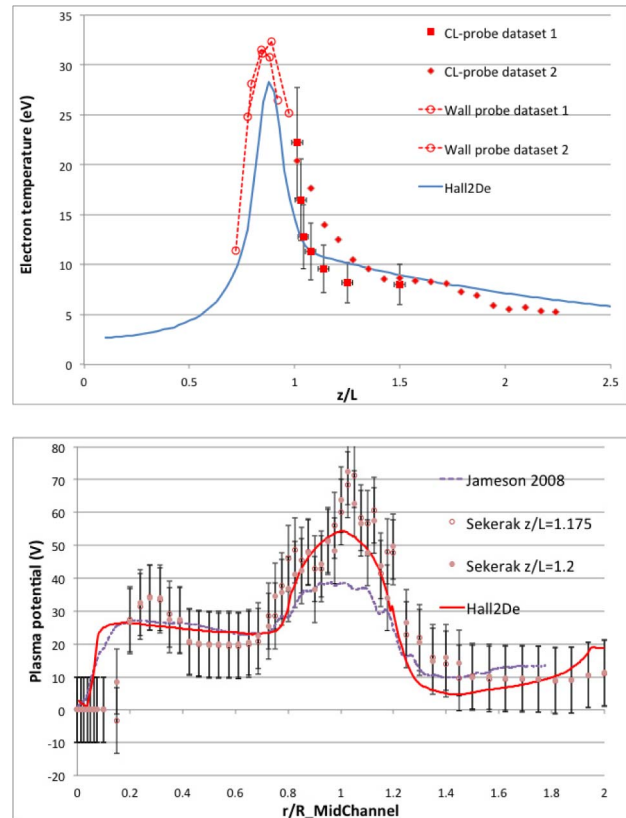 35
30
25
20
15
10
5
0
Electron temperature (eV)
CL-probe dataset 1
CL-probe dataset 2
Wall probe dataset 1
Wall probe dataset 2
Hall2De
0 0.5 1 1.5 2 2.5
z/L
80
70
60
50
40
30
20
10
0
-10
-20
Plasma potential (V)
Jameson 2008
Sekerak z/L=1.175
Sekerak z/L=1.2
Hall2De
0 0.2 0.4 0.6 0.8 1 1.2 1.4 1.6 1.8 2
r/R_MidChannel